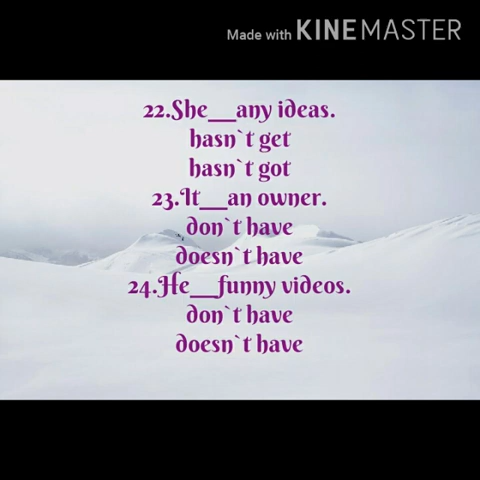 Made with KINEMASTER
22.She__any ideas.
hasn`t get
hasn`t got
23.It__an owner.
don`t have
doesn`t have
24.He__funny videos.
don`t have
doesn`t have